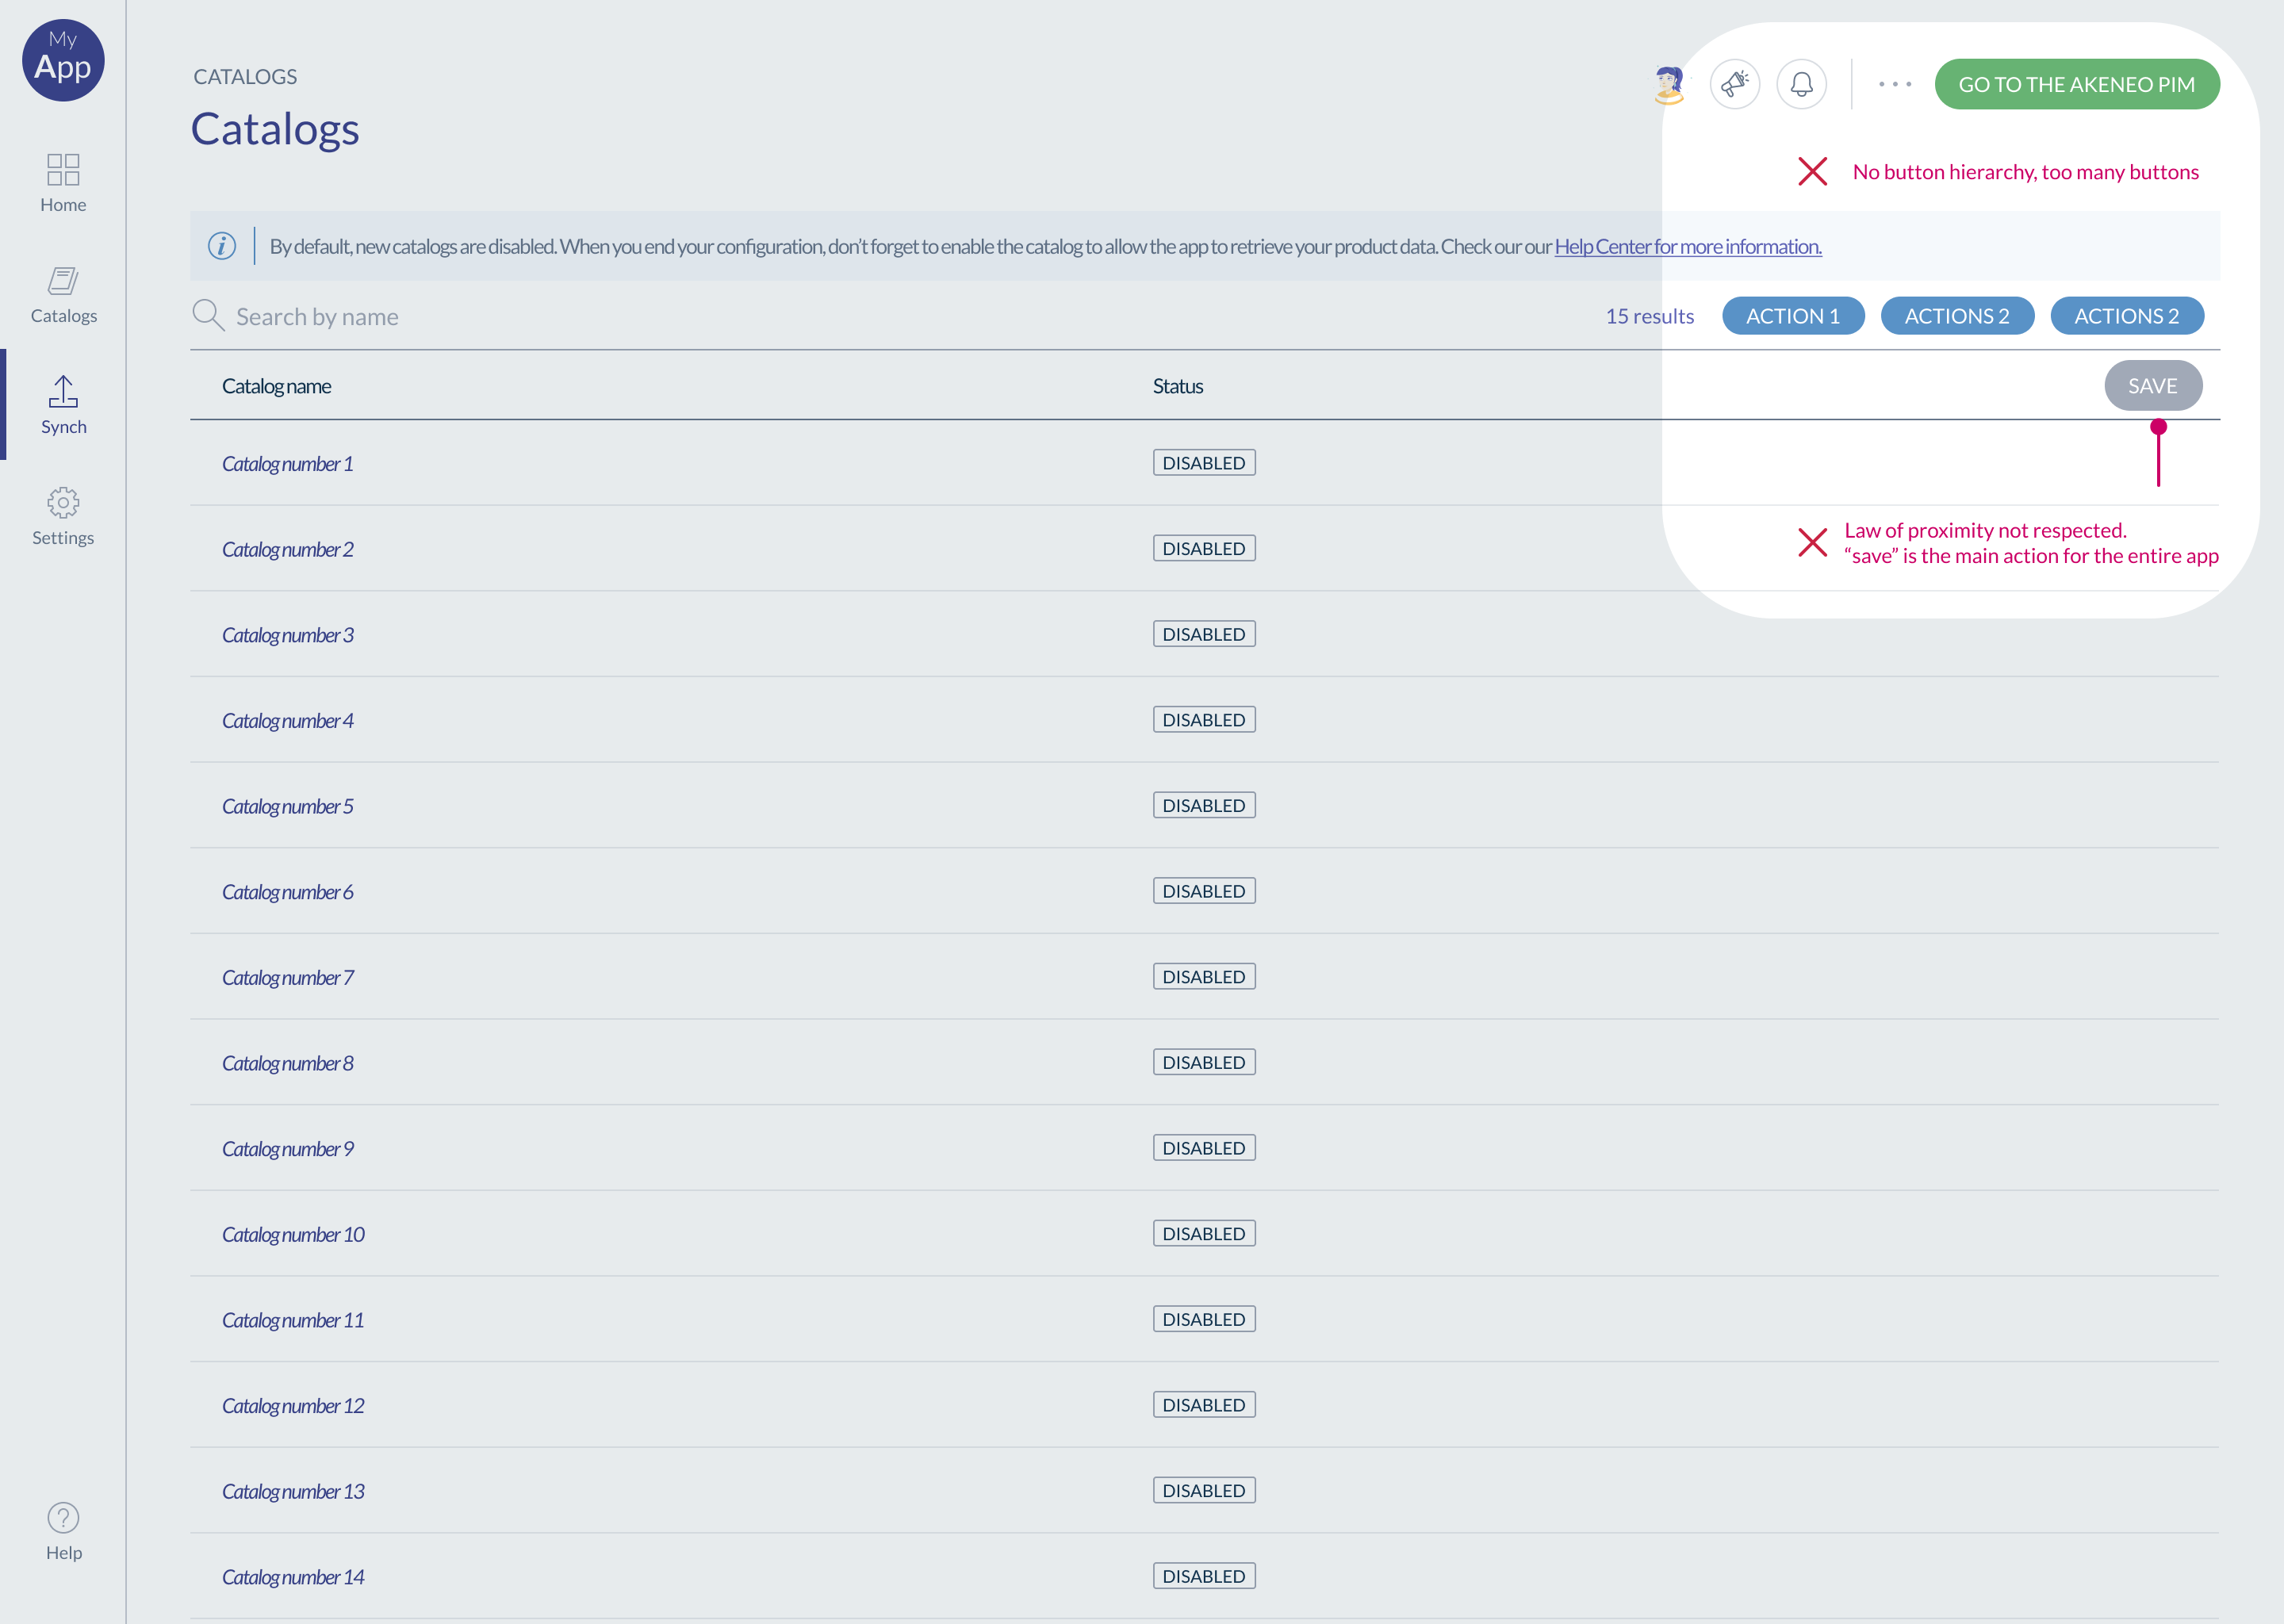 My
App
Home
Catalogs
Synch
Settings
Help
CATALOGS
Catalogs
GO TO THE AKENEO PIM
No button hierarchy, too many buttons
By default, new catalogs are disabled. When you end your configuration, don’t forget to enable the catalog to allow the app to retrieve your product data. Check our our Help Center for more information.
Search by name
15 results
ACTION 1
ACTIONS 2
ACTIONS 2
Catalog name
Status
SAVE
Catalog number 1
DISABLED
Catalog number 2
DISABLED
Law of proximity not respected.
“save” is the main action for the entire app
Catalog number 3
DISABLED
Catalog number 4
DISABLED
Catalog number 5
DISABLED
Catalog number 6
DISABLED
Catalog number 7
DISABLED
Catalog number 8
DISABLED
Catalog number 9
DISABLED
Catalog number 10
DISABLED
Catalog number 11
DISABLED
Catalog number 12
DISABLED
Catalog number 13
DISABLED
Catalog number 14
DISABLED